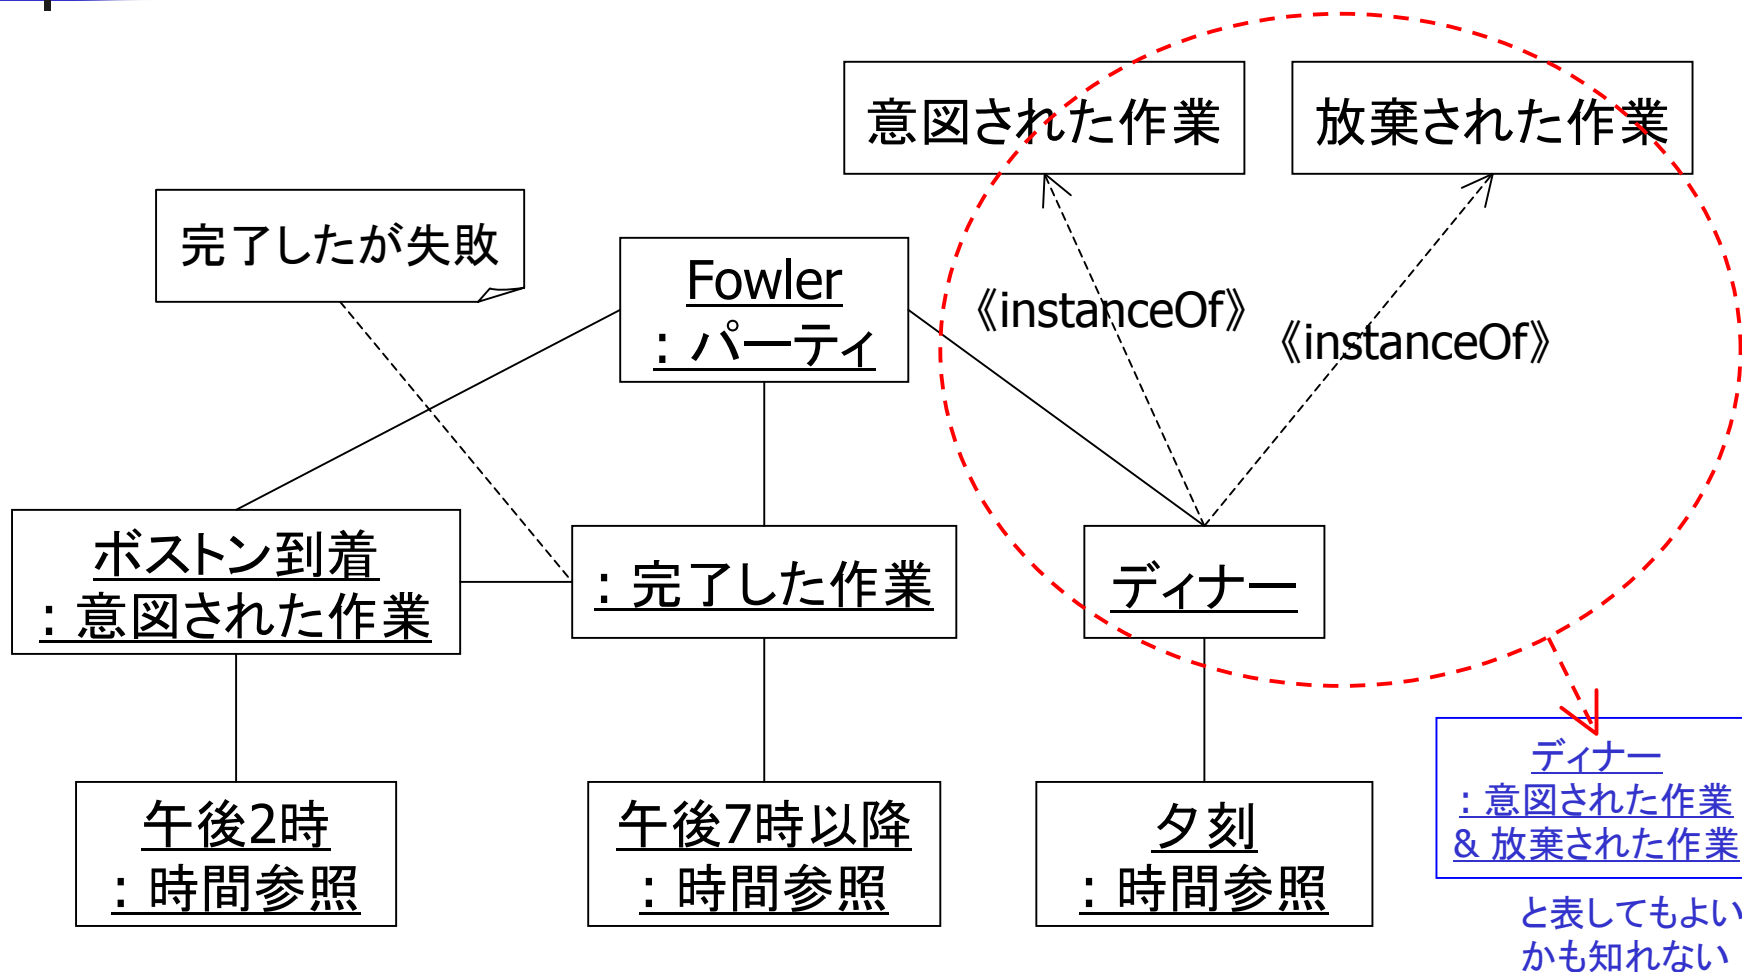 意図された作業
放棄された作業
完了したが失敗
Fowler
：パーティ
《instanceOf》
《instanceOf》
ボストン到着
：意図された作業
：完了した作業
ディナー
午後2時
：時間参照
午後7時以降
：時間参照
夕刻
：時間参照
ディナー
：意図された作業
& 放棄された作業
と表してもよい
かも知れない